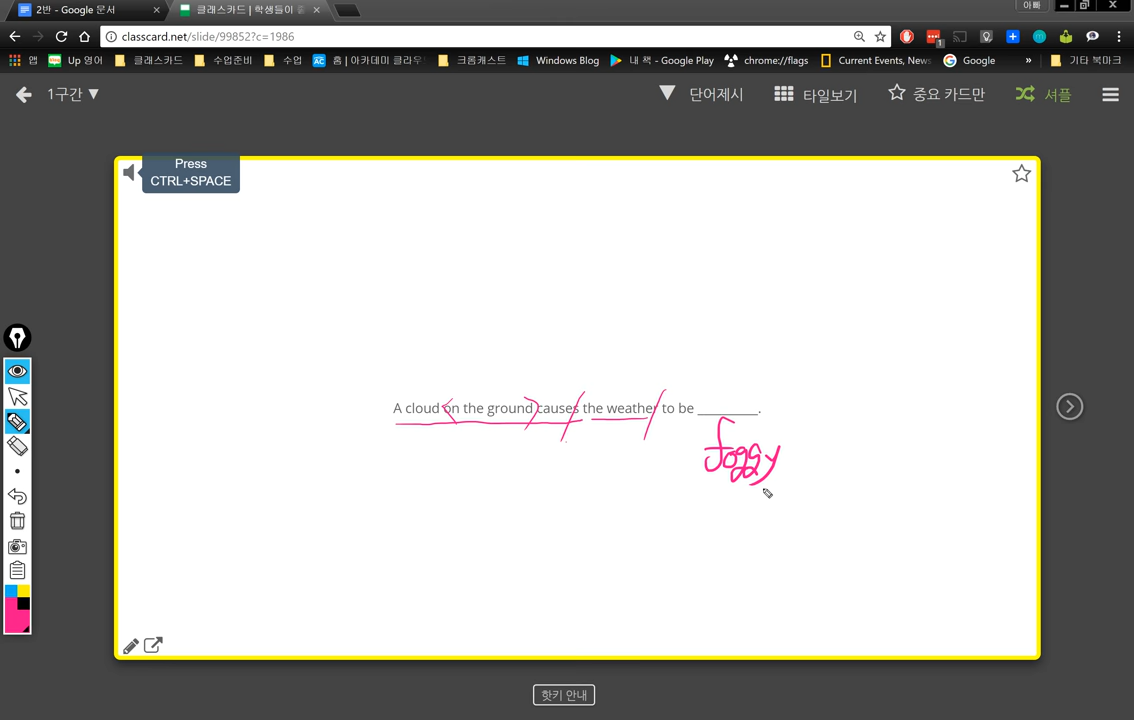 2반 - Google 문서
클래스카드 | 학생들이 좋
아빠
classcard.net/slide/99852?c=1986
앱
Up 영어
클래스카드
수업준비
수업
홈 | 아카데미 클라우
크롬캐스트
Windows Blog
내 책 - Google Play
chrome://flags
Current Events, News
Google
»
기타 북마크
1구간 ▼
단어제시
타일보기
중요 카드만
셔플
Press
CTRL+SPACE
A cloud on the ground causes the weather to be _________.
foggy
핫키 안내